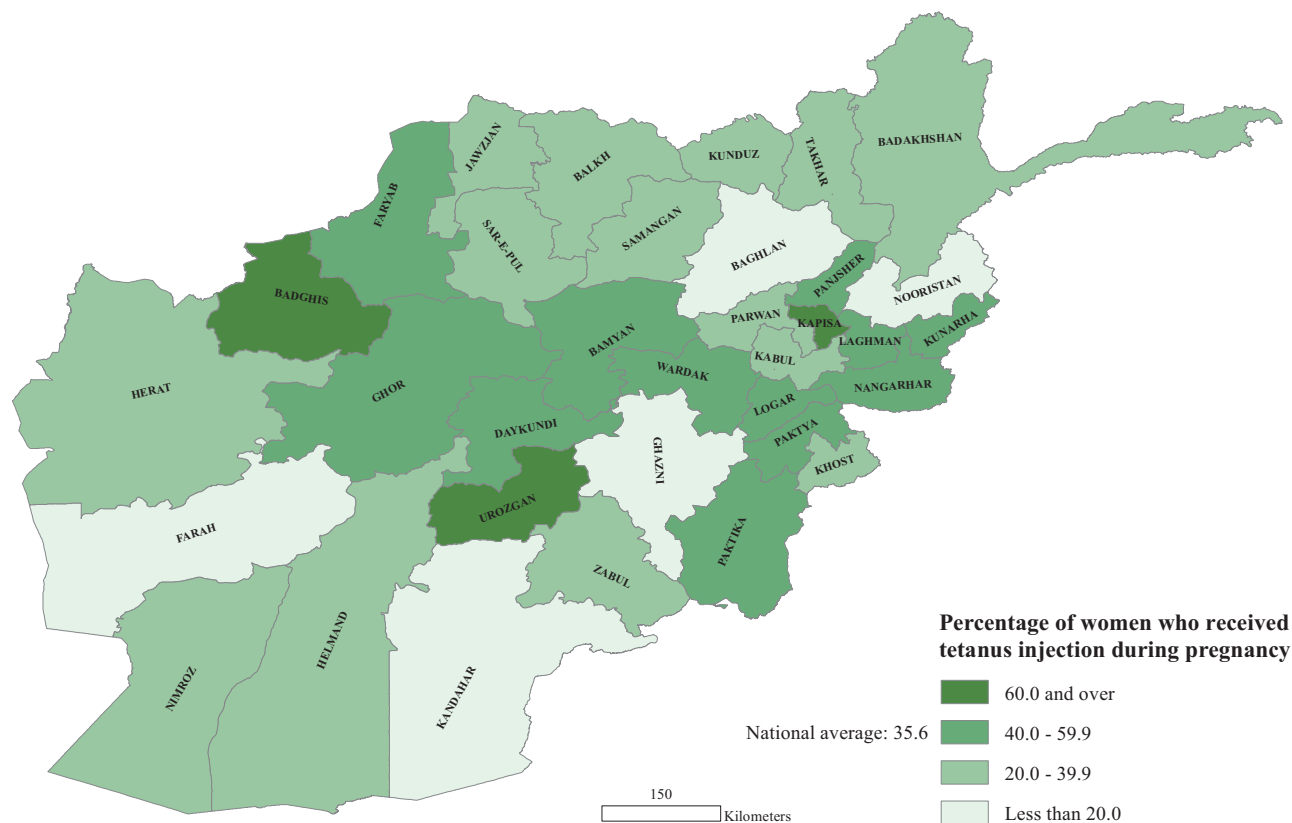 BADAKHSHAN
TAKHAR
KUNDUZ
JAWZJAN
BALKH
FARYAB
SAMANGAN
SAR-E-PUL
BAGHLAN
PANJSHER
NOORISTAN
BADGHIS
PARWAN
KAPISA
KUNARHA
LAGHMAN
BAMYAN
KABUL
WARDAK
HERAT
GHOR
NANGARHAR
LOGAR
DAYKUNDI
PAKTYA
GHAZNI
KHOST
UROZGAN
FARAH
PAKTIKA
ZABUL
HELMAND
NIMROZ
KANDAHAR
Percentage of women who received
tetanus injection during pregnancy
60.0 and over
National average: 35.6
40.0 - 59.9
20.0 - 39.9
Less than 20.0
150
Kilometers